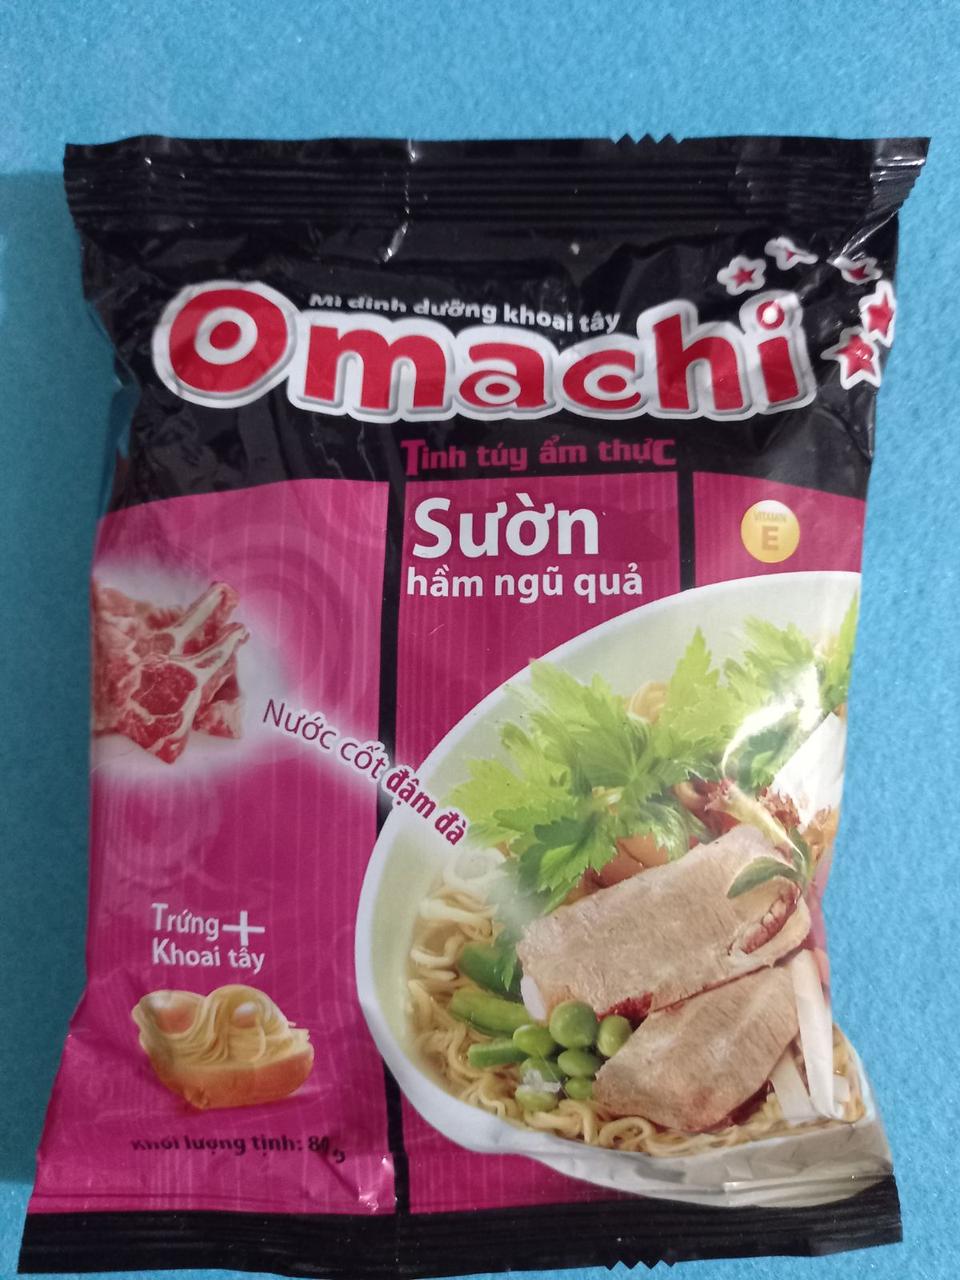 Mì dinh dưỡng khoai tây
Omachi
Tinh túy ẩm thực
Sườn
hầm ngũ quả
VITAMIN
E
Nước cốt đậm đà
Trứng +
Khoai tây
Khối lượng tịnh: 80g